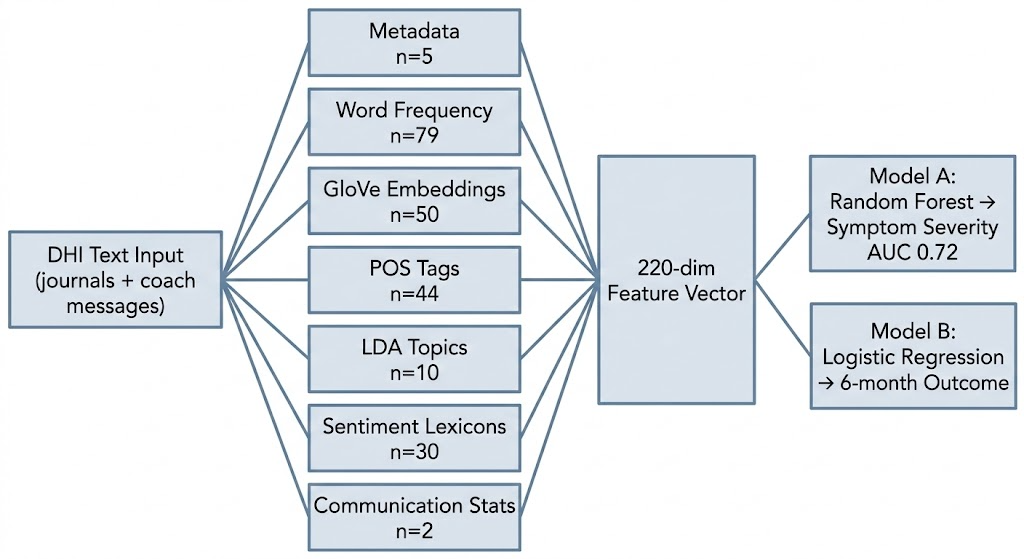 DHI Text Input
(journals + coach
messages)
Metadata
n=5
Word Frequency
n=79
GloVe Embeddings
n=50
POS Tags
n=44
LDA Topics
n=10
Sentiment Lexicons
n=30
Communication Stats
n=2
220-dim
Feature Vector
Model A:
Random Forest →
Symptom Severity
AUC 0.72
Model B:
Logistic Regression
→ 6-month Outcome